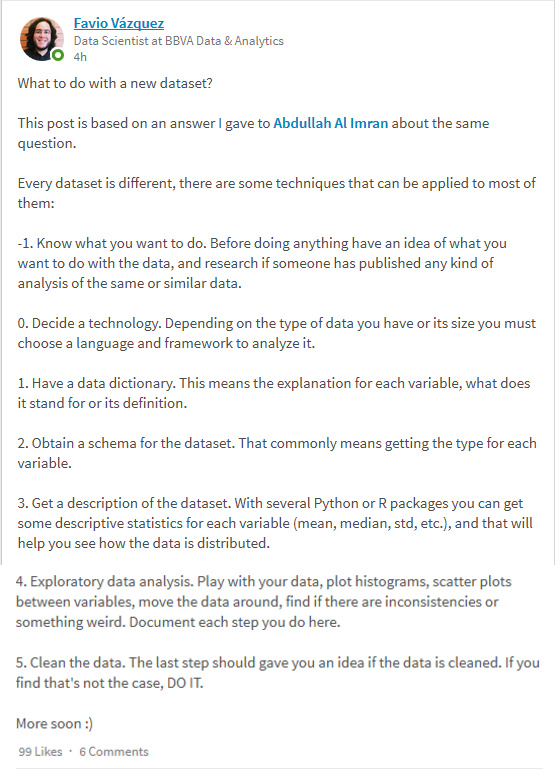 Favio Vázquez
Data Scientist at BBVA Data & Analytics
4h
What to do with a new dataset?
This post is based on an answer I gave to Abdullah Al Imran about the same
question.
Every dataset is different, there are some techniques that can be applied to most of
them:
-1. Know what you want to do. Before doing anything have an idea of what you
want to do with the data, and research if someone has published any kind of
analysis of the same or similar data.
0. Decide a technology. Depending on the type of data you have or its size you must
choose a language and framework to analyze it.
1. Have a data dictionary. This means the explanation for each variable, what does
it stand for or its definition.
2. Obtain a schema for the dataset. That commonly means getting the type for each
variable.
3. Get a description of the dataset. With several Python or R packages you can get
some descriptive statistics for each variable (mean, median, std, etc.), and that will
help you see how the data is distributed.
4. Exploratory data analysis. Play with your data, plot histograms, scatter plots
between variables, move the data around, find if there are inconsistencies or
something weird. Document each step you do here.
5. Clean the data. The last step should gave you an idea if the data is cleaned. If you
find that's not the case, DO IT.
More soon :)
99 Likes · 6 Comments